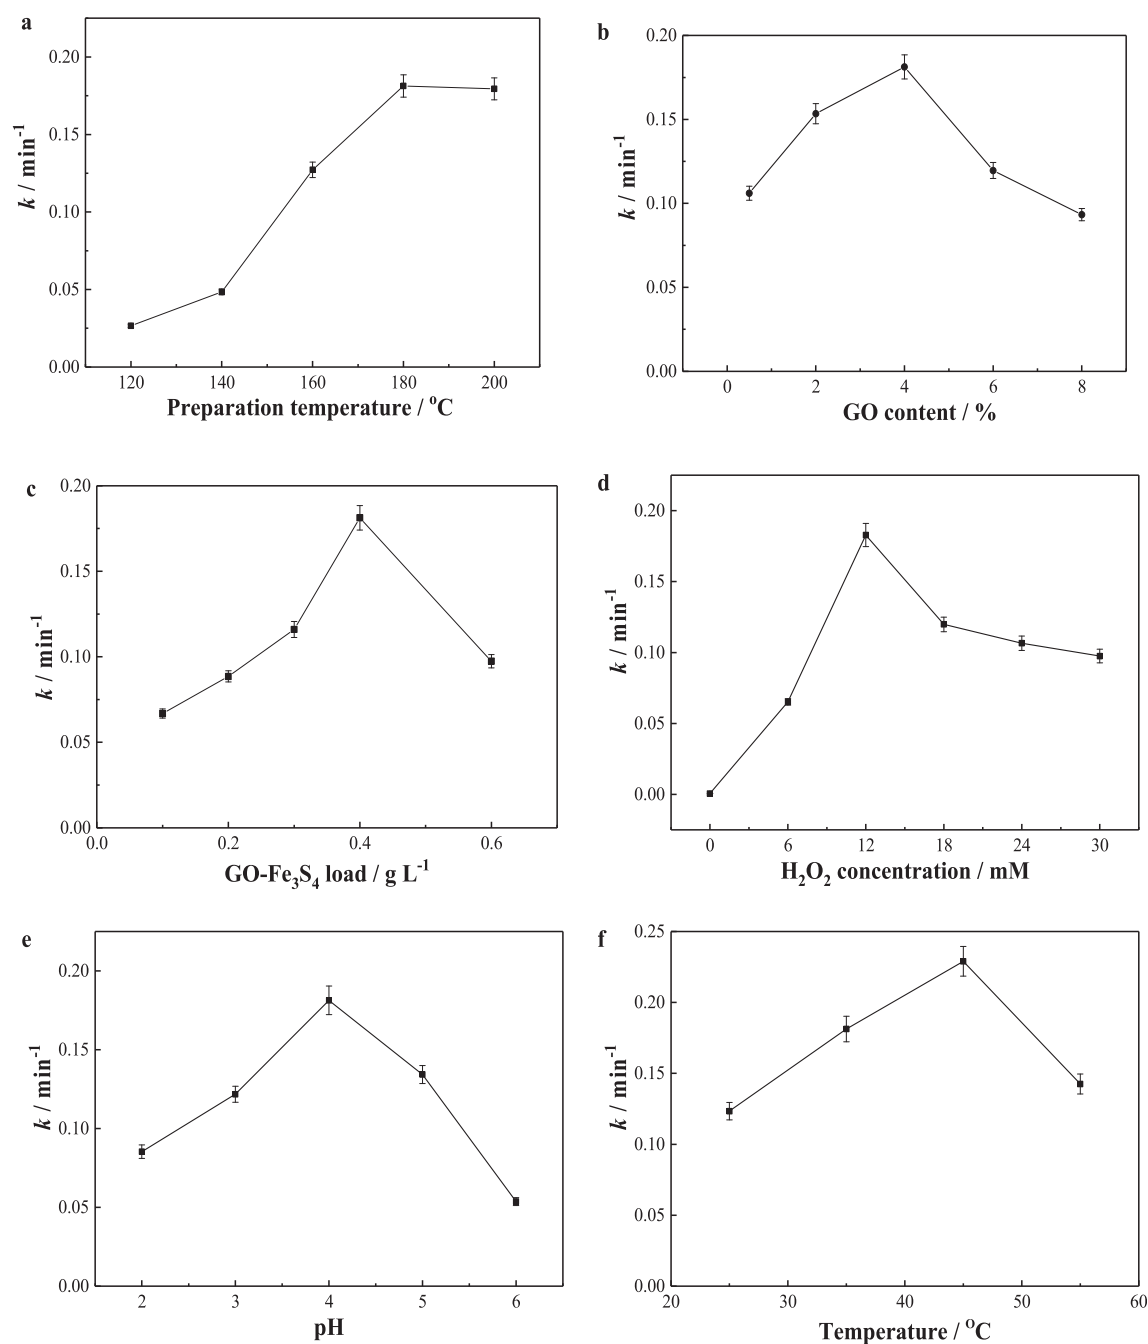 a
0.20
0.15
0.10
0.05
0.00
k / min⁻¹
120 140 160 180 200
Preparation temperature / °C
b
0.20
0.15
0.10
0.05
0.00
k / min⁻¹
0 2 4 6 8
GO content / %
c
0.20
0.15
0.10
0.05
0.00
k / min⁻¹
0.0 0.2 0.4 0.6
GO-Fe₃S₄ load / g L⁻¹
d
0.20
0.15
0.10
0.05
0.00
k / min⁻¹
0 6 12 18 24 30
H₂O₂ concentration / mM
e
0.20
0.15
0.10
0.05
0.00
k / min⁻¹
2 3 4 5 6
pH
f
0.25
0.20
0.15
0.10
0.05
0.00
k / min⁻¹
20 30 40 50 60
Temperature / °C